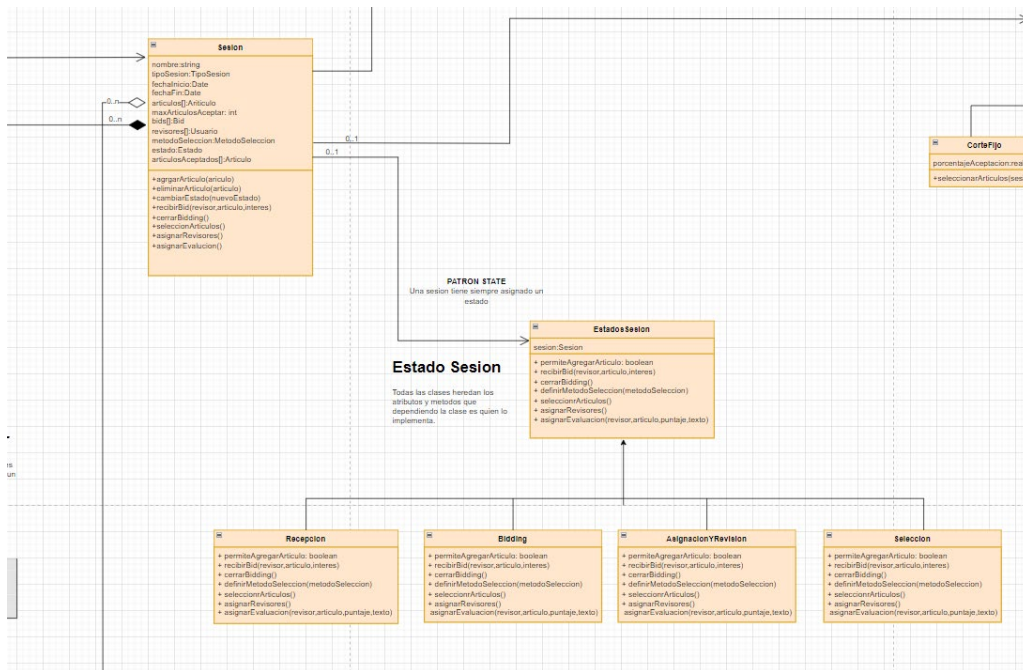 Sesion
nombre:string
tipoSesion:TipoSesion
fechaInicio:Date
fechaFin:Date
articulos[]:Ariticulo
maxArticulosAceptar: int
bids[]:Bid
revisores[]:Usuario
metodoSeleccion:MetodoSeleccion
estado:Estado
articulosAceptados[]:Articulo
+agrgarArticulo(ariculo)
+eliminarArticulo(articulo)
+cambiarEstado(nuevoEstado)
+recibirBid(revisor,articulo,interes)
+cerrarBidding()
+seleccionArticulos()
+asignarRevisores()
+asignarEvalucion()
0..n
0..n
0..1
0..1
CorteFijo
porcentajeAceptacion:rea
+seleccionarArticulos(ses
PATRON STATE
Una sesion tiene siempre asignado un
estado
Estado Sesion
Todas las clases heredan los
atributos y metodos que
dependiendo la clase es quien lo
implementa.
EstadosSesion
sesion:Sesion
+ permiteAgregarArticulo: boolean
+ recibirBid(revisor,articulo,interes)
+ cerrarBidding()
+ definirMetodoSeleccion(metodoSeleccion)
+ seleccionrArticulos()
+ asignarRevisores()
+ asignarEvaluacion(revisor,articulo,puntaje,texto)
es
un
Recepcion
+ permiteAgregarArticulo: boolean
+ recibirBid(revisor,articulo,interes)
+ cerrarBidding()
+ definirMetodoSeleccion(metodoSeleccion)
+ seleccionrArticulos()
+ asignarRevisores()
asignarEvaluacion(revisor,articulo,puntaje,texto)
Bidding
+ permiteAgregarArticulo: boolean
+ recibirBid(revisor,articulo,interes)
+ cerrarBidding()
+ definirMetodoSeleccion(metodoSeleccion)
+ seleccionrArticulos()
+ asignarRevisores()
asignarEvaluacion(revisor,articulo,puntaje,texto)
AsignacionYRevision
+ permiteAgregarArticulo: boolean
+ recibirBid(revisor,articulo,interes)
+ cerrarBidding()
+ definirMetodoSeleccion(metodoSeleccion)
+ seleccionrArticulos()
+ asignarRevisores()
asignarEvaluacion(revisor,articulo,puntaje,texto)
Seleccion
+ permiteAgregarArticulo: boolean
+ recibirBid(revisor,articulo,interes)
+ cerrarBidding()
+ definirMetodoSeleccion(metodoSeleccion)
+ seleccionrArticulos()
+ asignarRevisores()
asignarEvaluacion(revisor,articulo,puntaje,texto)